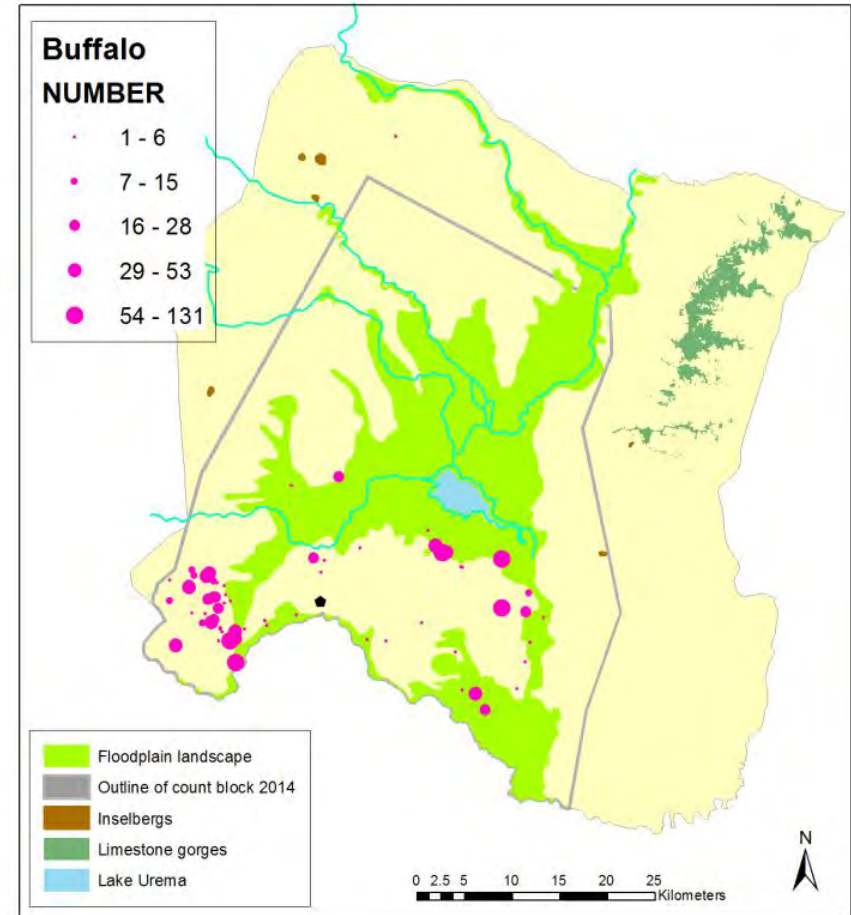 Buffalo
NUMBER
1 - 6
7 - 15
16 - 28
29 - 53
54 - 131
Floodplain landscape
Outline of count block 2014
Inselbergs
Limestone gorges
Lake Urema
N
0 2.5 5 10 15 20 25
Kilometers